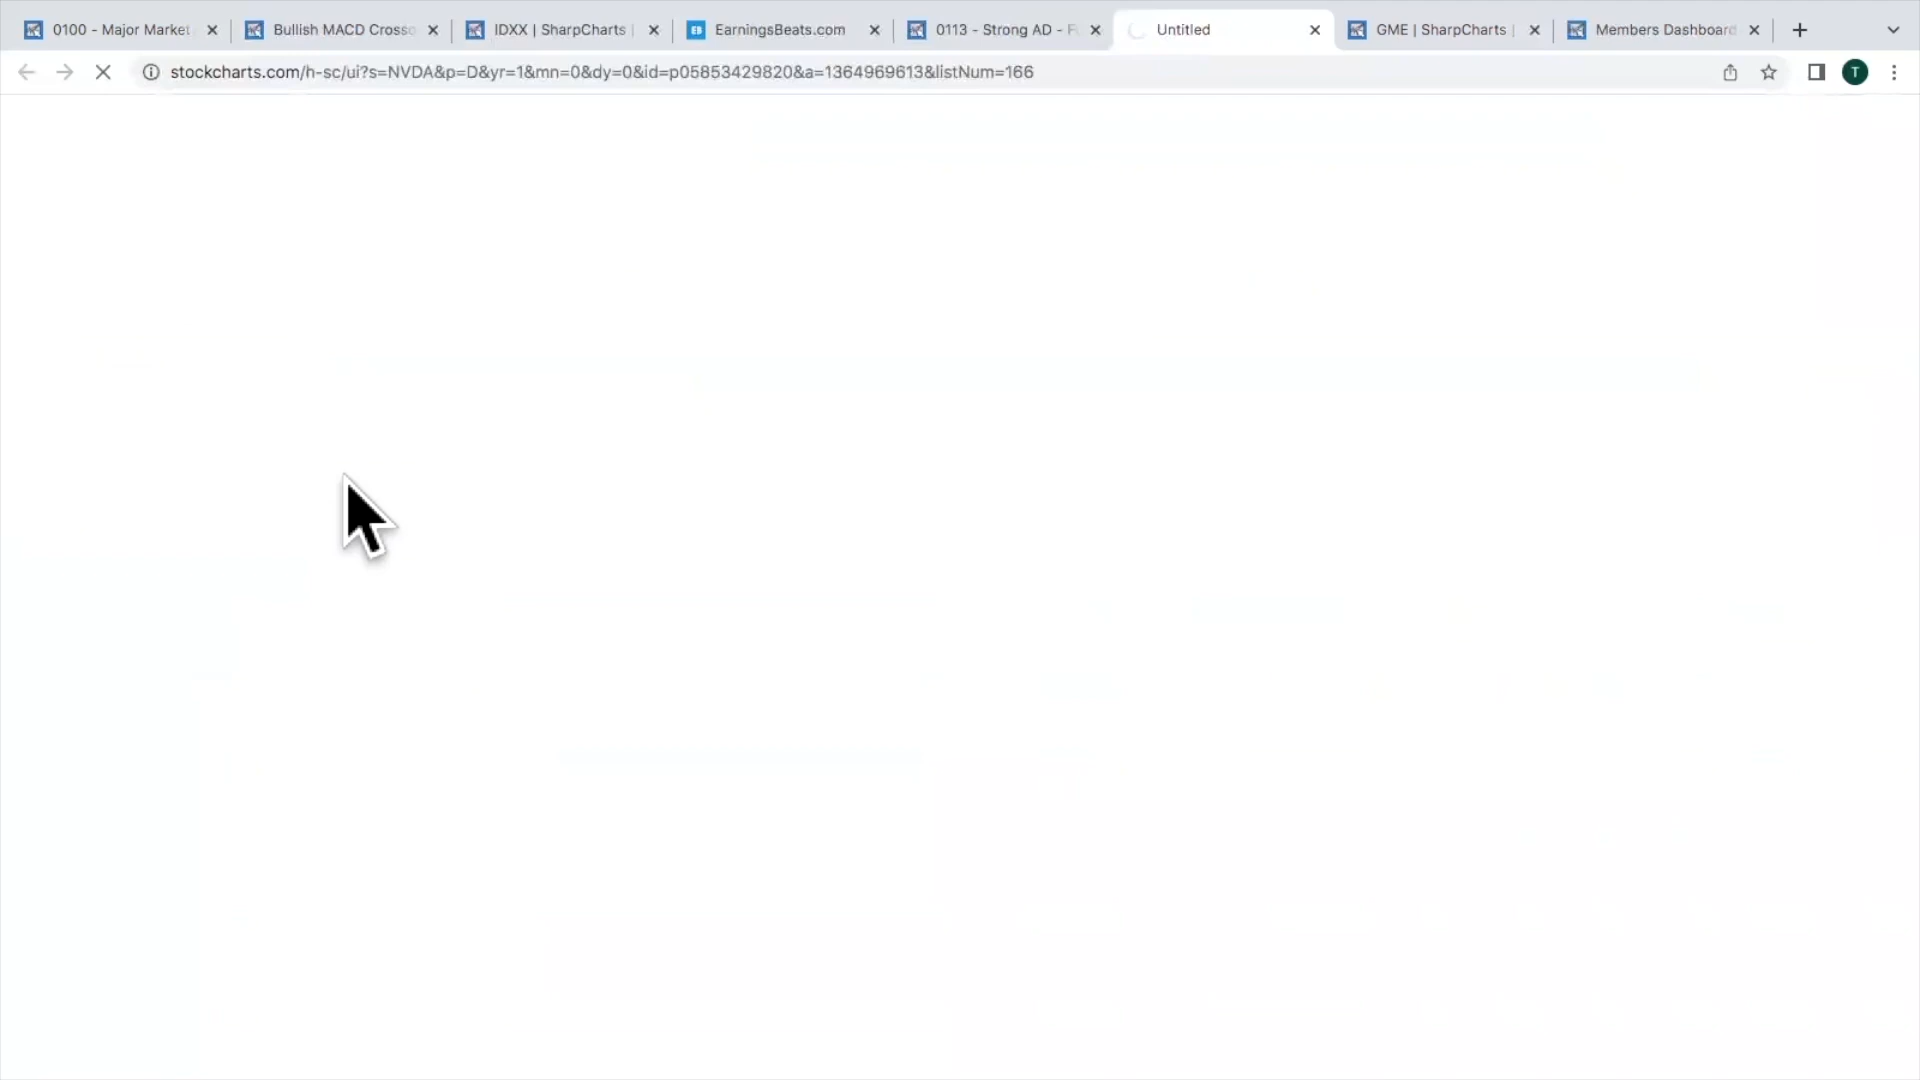 0100 - Major Market
Bullish MACD Crosso
IDXX | SharpCharts |
EB
EarningsBeats.com
0113 - Strong AD - F
Untitled
GME | SharpCharts |
Members Dashboard
stockcharts.com/h-sc/ui?s=NVDA&p=D&yr=1&mn=0&dy=0&id=p05853429820&a=1364969613&listNum=166
T